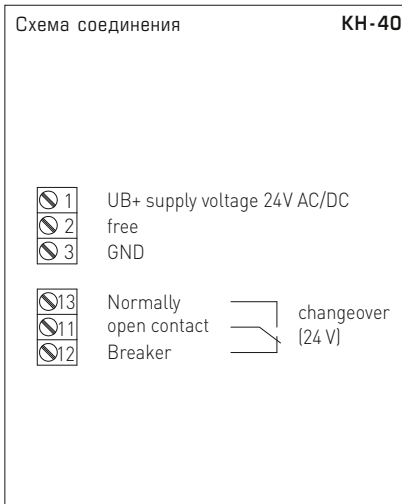 Схема соединения KH-40
1 UB+ supply voltage 24V AC/DC
2 free
3 GND
13 Normally
11 open contact
12 Breaker
changeover
(24 V)